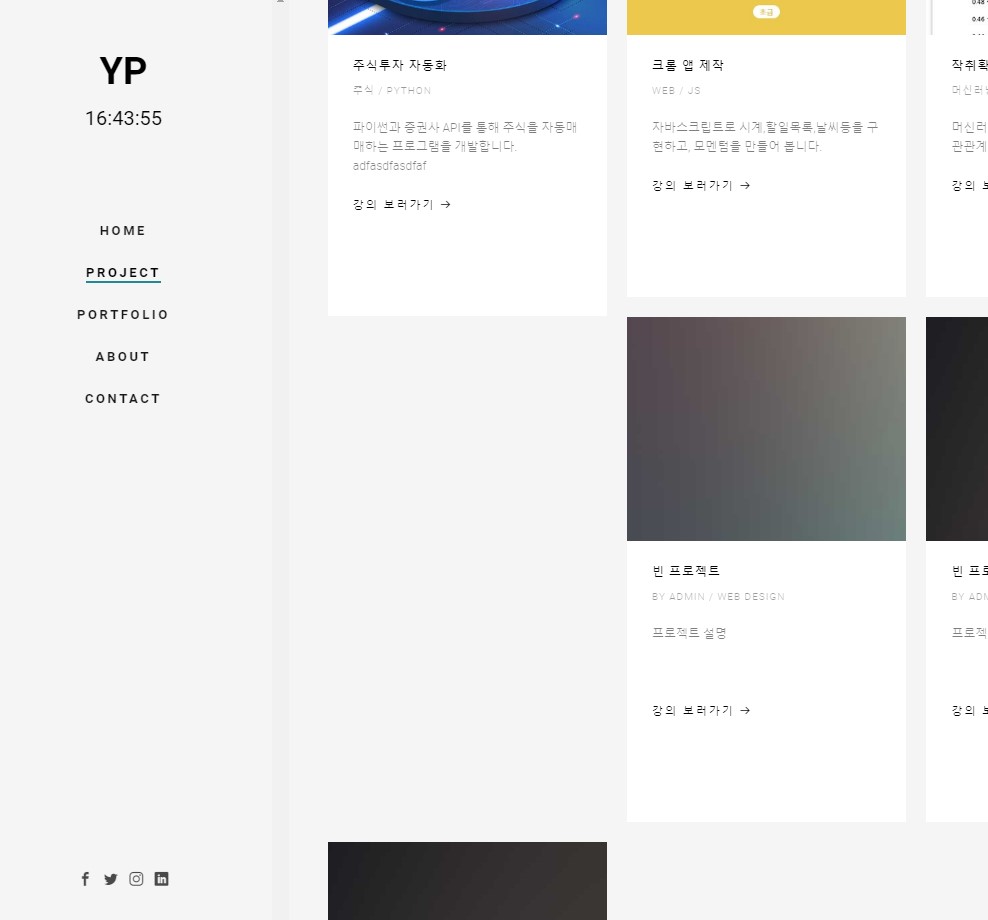 YP
16:43:55
HOME
PROJECT
PORTFOLIO
ABOUT
CONTACT
초급
주식투자 자동화
주식 / PYTHON
파이썬과 증권사 API를 통해 주식을 자동매
매하는 프로그램을 개발합니다.
adfasdfasdfaf
강의 보러가기 →
크롬 앱 제작
WEB / JS
자바스크립트로 시계,할일목록,날씨등을 구
현하고, 모멘텀을 만들어 봅니다.
강의 보러가기 →
0.48
0.46
작취
머신러
머신러
관관계
강의 보
빈 프로젝트
BY ADMIN / WEB DESIGN
프로젝트 설명
강의 보러가기 →
빈 프로
BY ADM
프로젝
강의 보